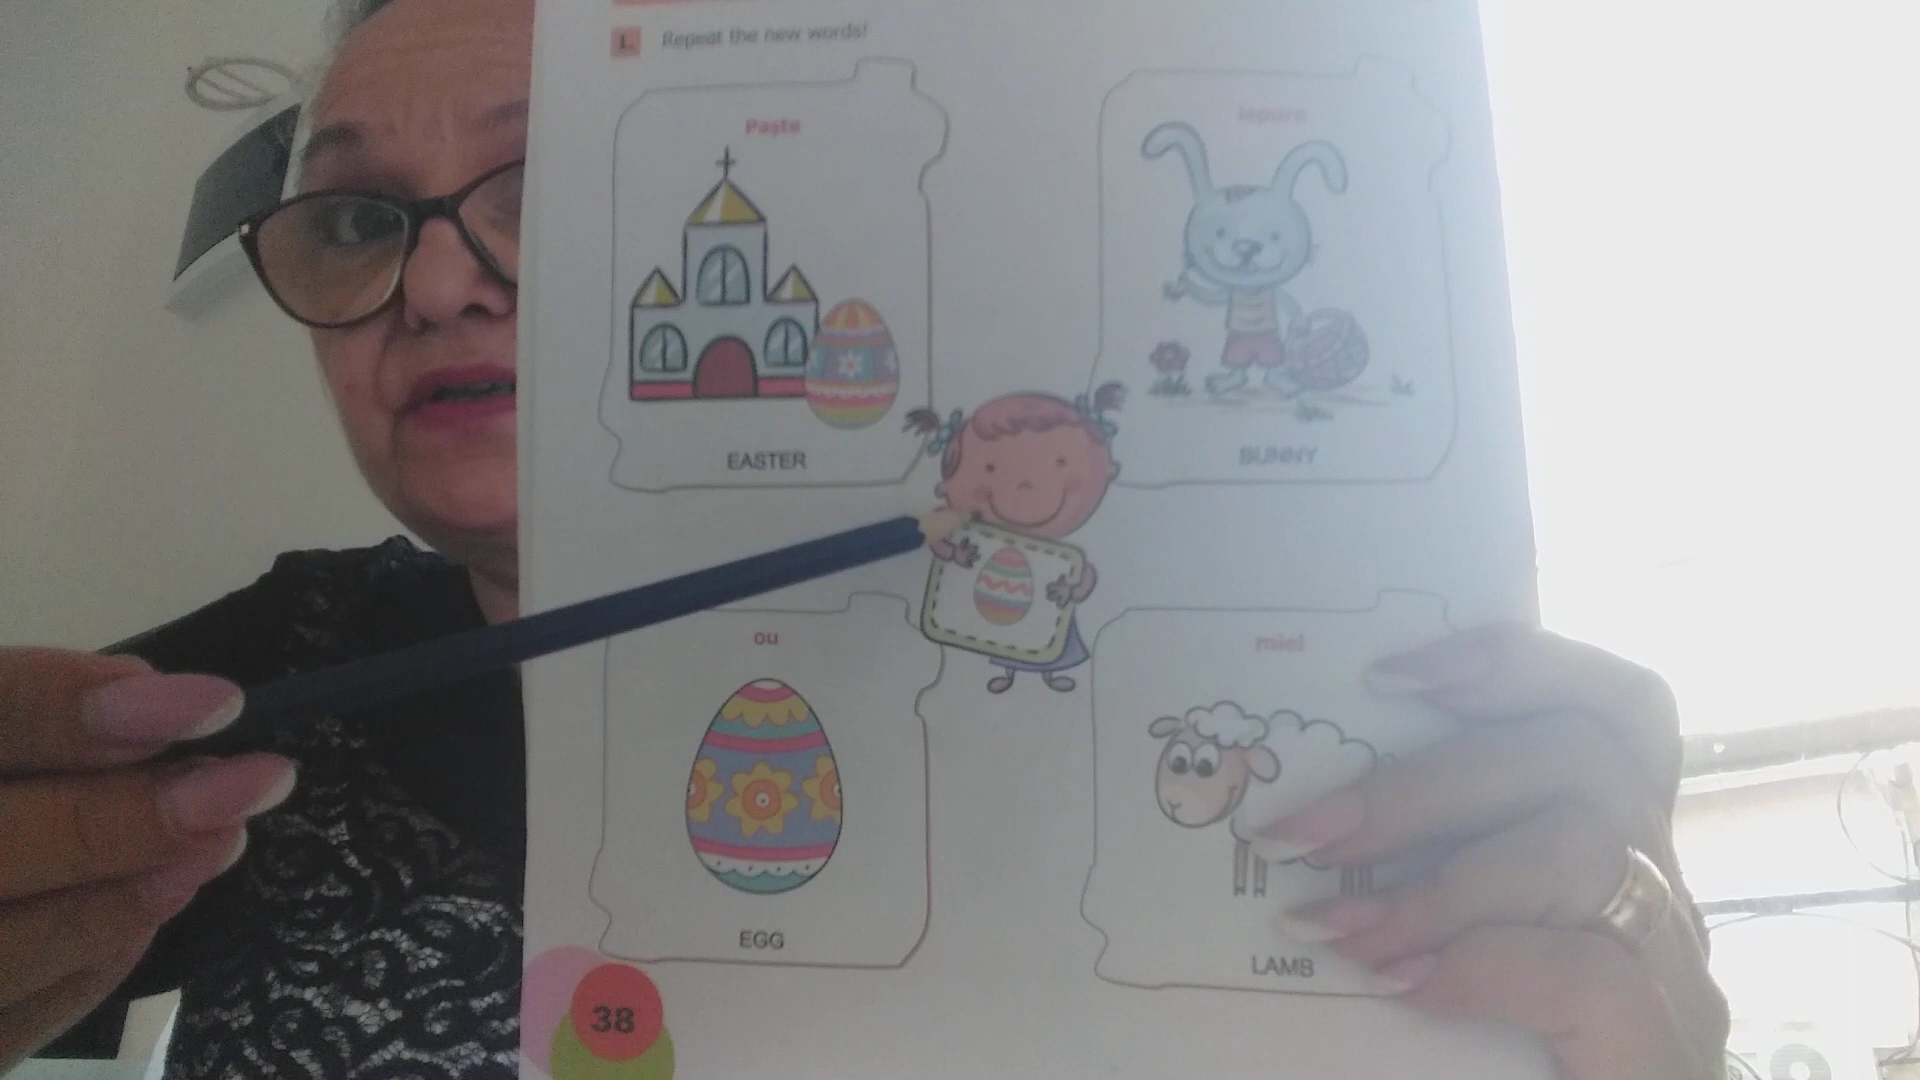 1. Repeat the new words!
Paște
iepure
EASTER
BUNNY
ou
miel
EGG
LAMB
38